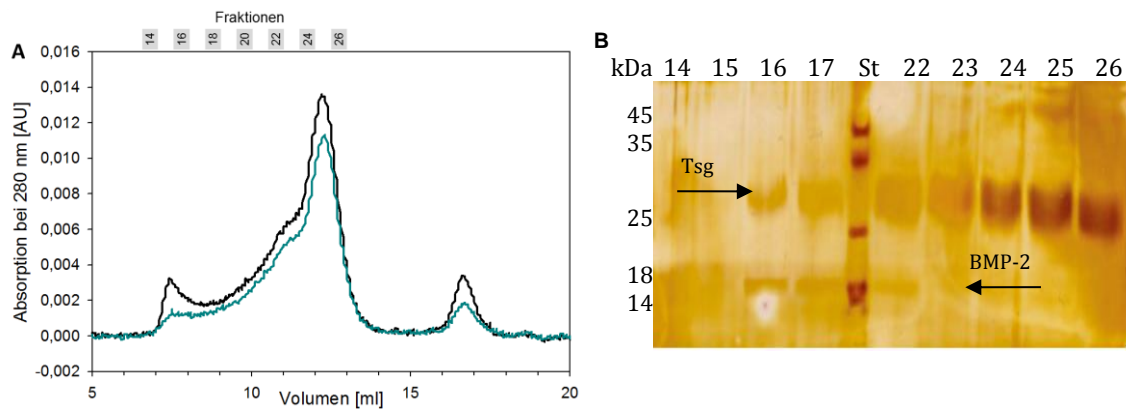 Fraktionen
14 16 18 20 22 24 26
A
0,016
0,014
0,012
0,010
0,008
0,006
0,004
0,002
0,000
-0,002
Absorption bei 280 nm [AU]
5 10 15 20
Volumen [ml]
B
kDa 14 15 16 17 St 22 23 24 25 26
45
35
Tsg
25
BMP-2
18
14